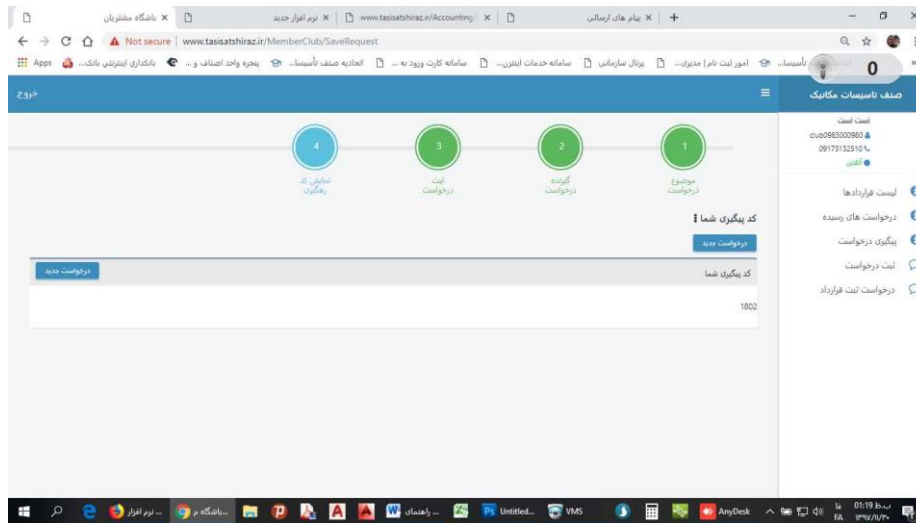 باشگاه مشتریان
نرم افزار جدید
www.tasisatshiraz.ir/Accounting
پیام های ارسالی
Not secure | www.tasisatshiraz.ir/MemberClub/SaveRequest
Apps
بانکداری اینترنتی بانک...
پنجره واحد اصناف و ...
اتحادیه صنف تأسیسا...
سامانه کارت ورود به ...
سامانه خدمات اینترن...
پرتال سازمانی
امور ثبت نام | مدیری...
0
صنف تاسیسات مکانیک
خروج
تست تست
club0983000980
09173132510
آنلاین
لیست قراردادها
درخواست های رسیده
پیگیری درخواست
ثبت درخواست
درخواست ثبت قرارداد
1
موضوع
درخواست
2
گیرنده
درخواست
3
ثبت
درخواست
4
نمایش کد
رهگیری
کد پیگیری شما
درخواست جدید
کد پیگیری شما
درخواست جدید
1802
نرم افزار ...
باشگاه م...
راهنمای ...
Untitled...
VMS
AnyDesk
FA
01:19 ب.ظ
۱۳۹۷/۱۱/۳۰